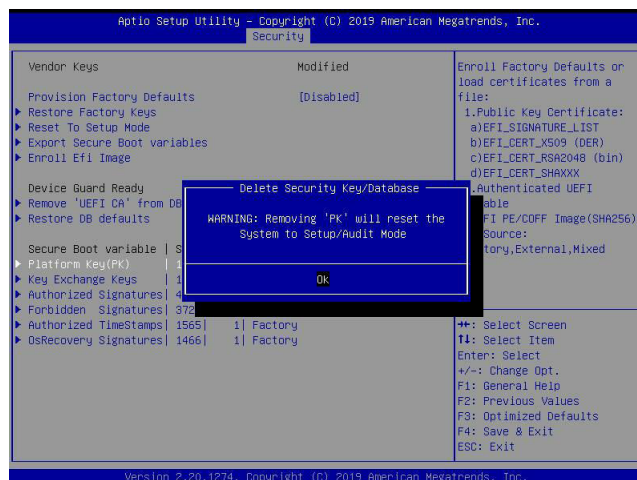 Aptio Setup Utility – Copyright (C) 2019 American Megatrends, Inc.
Security
Vendor Keys Modified
Provision Factory Defaults [Disabled]
Restore Factory Keys
Reset To Setup Mode
Export Secure Boot variables
Enroll Efi Image
Device Guard Ready
Remove 'UEFI CA' from DB
Restore DB defaults
Secure Boot variable | S
Platform Key(PK) | 1
Key Exchange Keys | 1
Authorized Signatures| 4
Forbidden Signatures| 372
Authorized TimeStamps| 1565| 1| Factory
OsRecovery Signatures| 1466| 1| Factory
Delete Security Key/Database
WARNING: Removing 'PK' will reset the
System to Setup/Audit Mode
Ok
Enroll Factory Defaults or
load certificates from a
file:
1.Public Key Certificate:
a)EFI_SIGNATURE_LIST
b)EFI_CERT_X509 (DER)
c)EFI_CERT_RSA2048 (bin)
d)EFI_CERT_SHAXXX
.Authenticated UEFI
able
FI PE/COFF Image(SHA256)
Source:
tory,External,Mixed
→←: Select Screen
↑↓: Select Item
Enter: Select
+/-: Change Opt.
F1: General Help
F2: Previous Values
F3: Optimized Defaults
F4: Save & Exit
ESC: Exit
Version 2.20.1274. Copyright (C) 2019 American Megatrends, Inc.